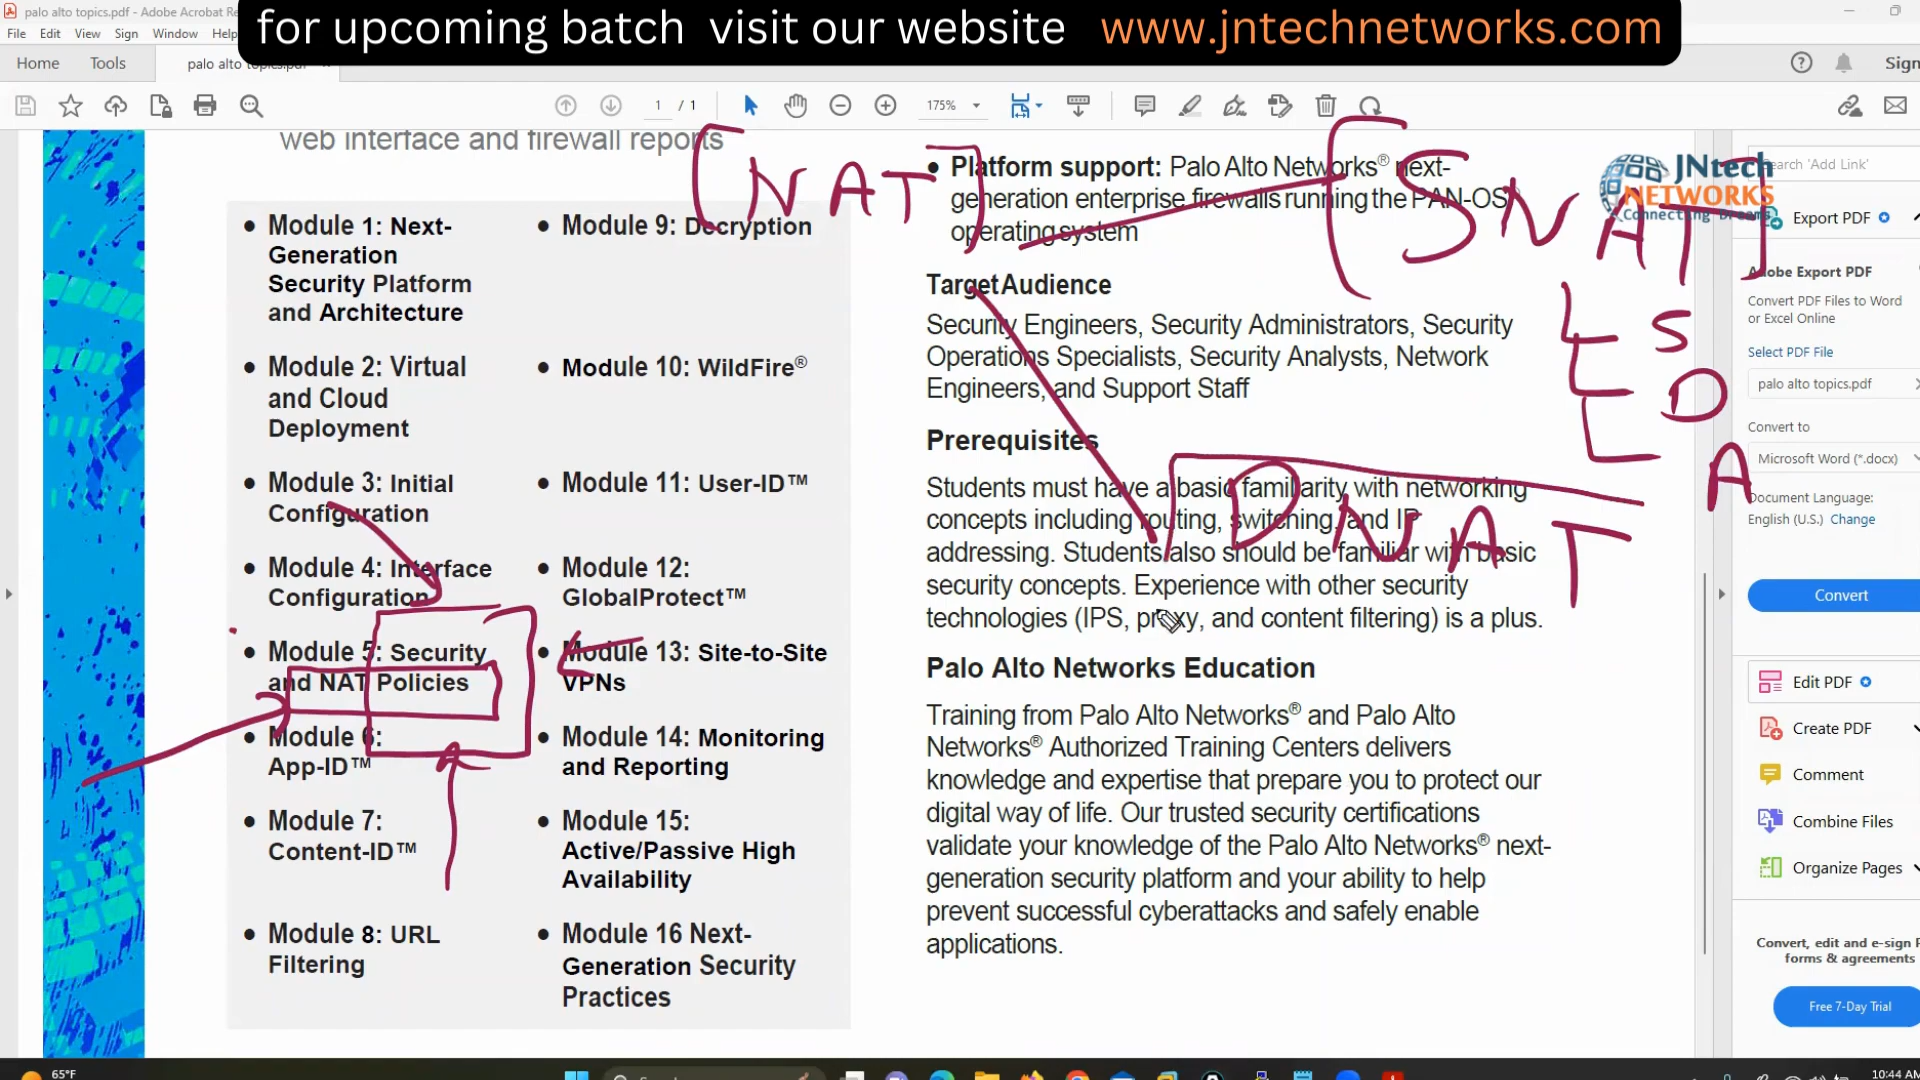 palo alto topics.pdf - Adobe Acrobat Re
for upcoming batch visit our website www.jntechnetworks.com
File Edit View Sign Window Help
Home Tools palo alto topics.pdf Sign
1 / 1 175%
web interface and firewall reports
[NAT]
[SNAT]
S
D
A
DNAT
• Module 1: Next-
Generation
Security Platform
and Architecture
• Module 2: Virtual
and Cloud
Deployment
• Module 3: Initial
Configuration
• Module 4: Interface
Configuration
• Module 5: Security
and NAT Policies
• Module 6:
App-ID™
• Module 7:
Content-ID™
• Module 8: URL
Filtering
• Module 9: Decryption
• Module 10: WildFire®
• Module 11: User-ID™
• Module 12:
GlobalProtect™
• Module 13: Site-to-Site
VPNs
• Module 14: Monitoring
and Reporting
• Module 15:
Active/Passive High
Availability
• Module 16 Next-
Generation Security
Practices
• Platform support: Palo Alto Networks® next-
generation enterprise firewalls running the PAN-OS®
operating system
Target Audience
Security Engineers, Security Administrators, Security
Operations Specialists, Security Analysts, Network
Engineers, and Support Staff
Prerequisites
Students must have a basic familiarity with networking
concepts including routing, switching, and IP
addressing. Students also should be familiar with basic
security concepts. Experience with other security
technologies (IPS, proxy, and content filtering) is a plus.
Palo Alto Networks Education
Training from Palo Alto Networks® and Palo Alto
Networks® Authorized Training Centers delivers
knowledge and expertise that prepare you to protect our
digital way of life. Our trusted security certifications
validate your knowledge of the Palo Alto Networks® next-
generation security platform and your ability to help
prevent successful cyberattacks and safely enable
applications.
JNtech
NETWORKS
Connecting Dreams
Search 'Add Link'
Export PDF
Adobe Export PDF
Convert PDF Files to Word
or Excel Online
Select PDF File
palo alto topics.pdf
Convert to
Microsoft Word (*.docx)
Document Language:
English (U.S.) Change
Convert
Edit PDF
Create PDF
Comment
Combine Files
Organize Pages
Convert, edit and e-sign P
forms & agreements
Free 7-Day Trial
65°F
10:44 AM